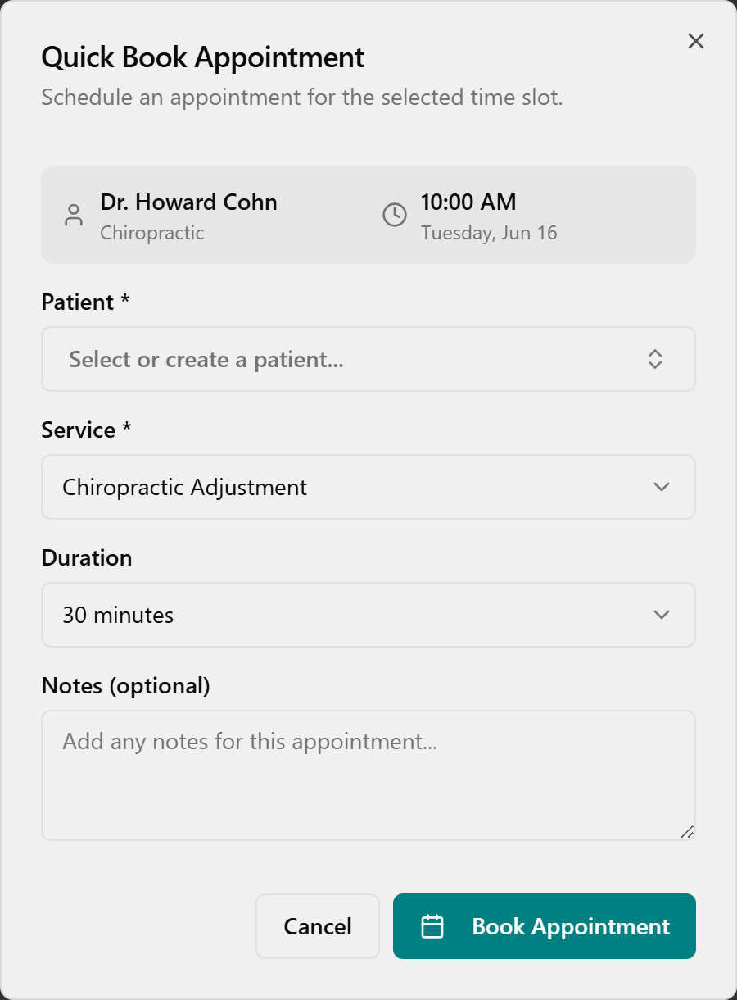 Quick Book Appointment
Schedule an appointment for the selected time slot.
Dr. Howard Cohn
Chiropractic
10:00 AM
Tuesday, Jun 16
Patient *
Select or create a patient...
Service *
Chiropractic Adjustment
Duration
30 minutes
Notes (optional)
Add any notes for this appointment...
Cancel
Book Appointment